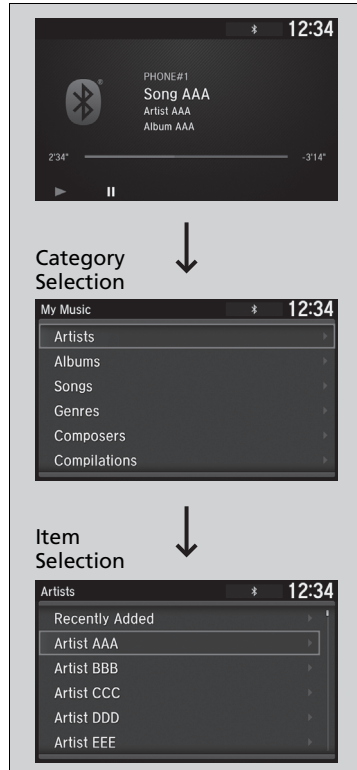 12:34
PHONE#1
Song AAA
Artist AAA
Album AAA
2'34"
-3'14"
Category
Selection
My Music 12:34
Artists
Albums
Songs
Genres
Composers
Compilations
Item
Selection
Artists 12:34
Recently Added
Artist AAA
Artist BBB
Artist CCC
Artist DDD
Artist EEE